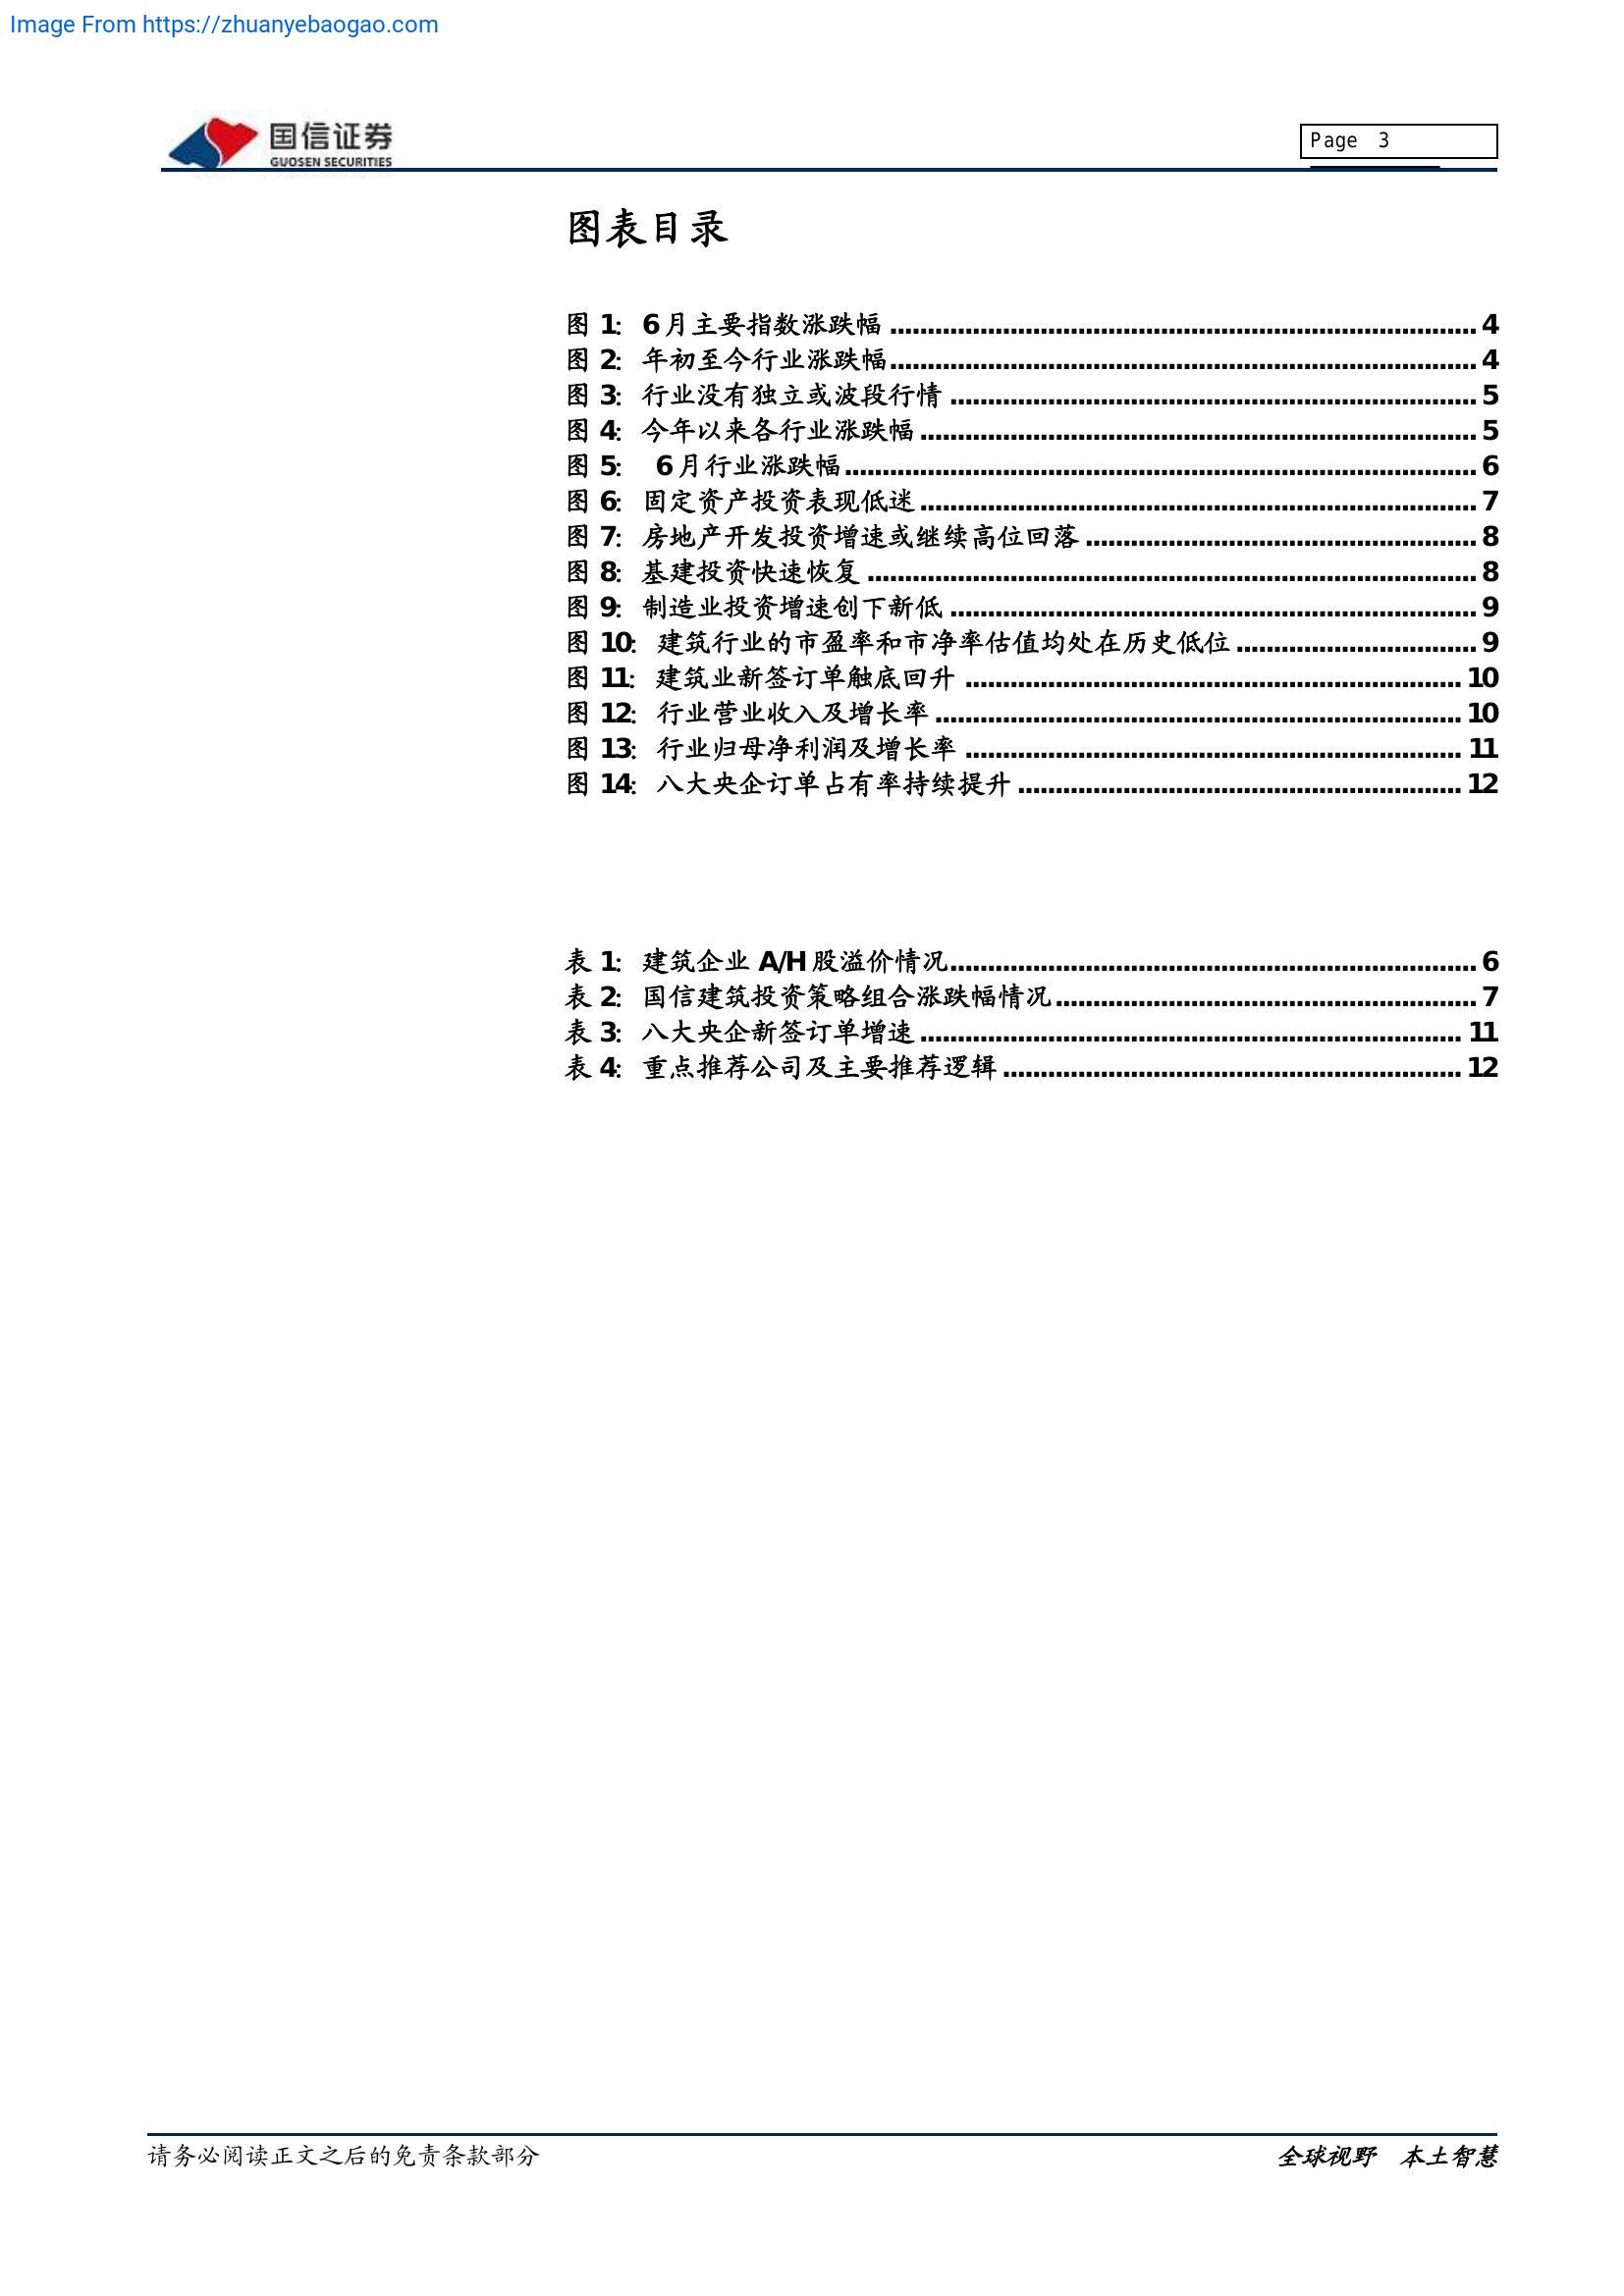 Image From https://zhuanyebaogao.com
国信证券
GUOSEN SECURITIES
Page 3
图表目录
图 1: 6 月主要指数涨跌幅 ........ 4
图 2: 年初至今行业涨跌幅 ........ 4
图 3: 行业没有独立或波段行情 ........ 5
图 4: 今年以来各行业涨跌幅 ........ 5
图 5: 6 月行业涨跌幅 ........ 6
图 6: 固定资产投资表现低迷 ........ 7
图 7: 房地产开发投资增速或继续高位回落 ........ 8
图 8: 基建投资快速恢复 ........ 8
图 9: 制造业投资增速创下新低 ........ 9
图 10: 建筑行业的市盈率和市净率估值均处在历史低位 ........ 9
图 11: 建筑业新签订单触底回升 ........ 10
图 12: 行业营业收入及增长率 ........ 10
图 13: 行业归母净利润及增长率 ........ 11
图 14: 八大央企订单占有率持续提升 ........ 12
表 1: 建筑企业 A/H 股溢价情况 ........ 6
表 2: 国信建筑投资策略组合涨跌幅情况 ........ 7
表 3: 八大央企新签订单增速 ........ 11
表 4: 重点推荐公司及主要推荐逻辑 ........ 12
请务必阅读正文之后的免责条款部分
全球视野 本土智慧